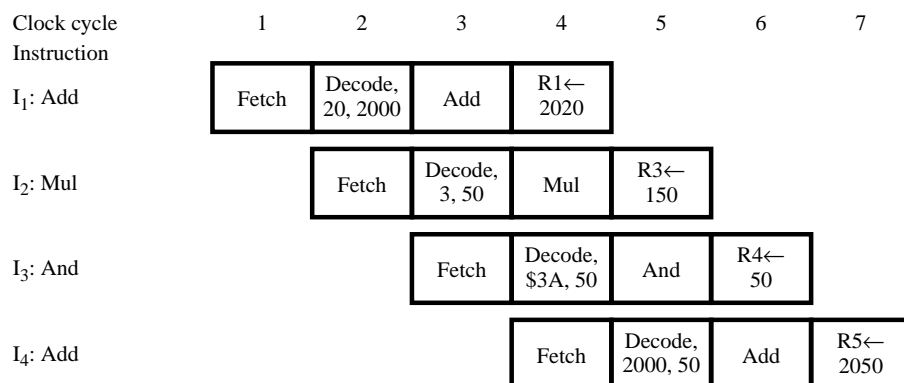 Clock cycle 1 2 3 4 5 6 7
Instruction
I1: Add Fetch Decode, 20, 2000 Add R1← 2020
I2: Mul Fetch Decode, 3, 50 Mul R3← 150
I3: And Fetch Decode, $3A, 50 And R4← 50
I4: Add Fetch Decode, 2000, 50 Add R5← 2050